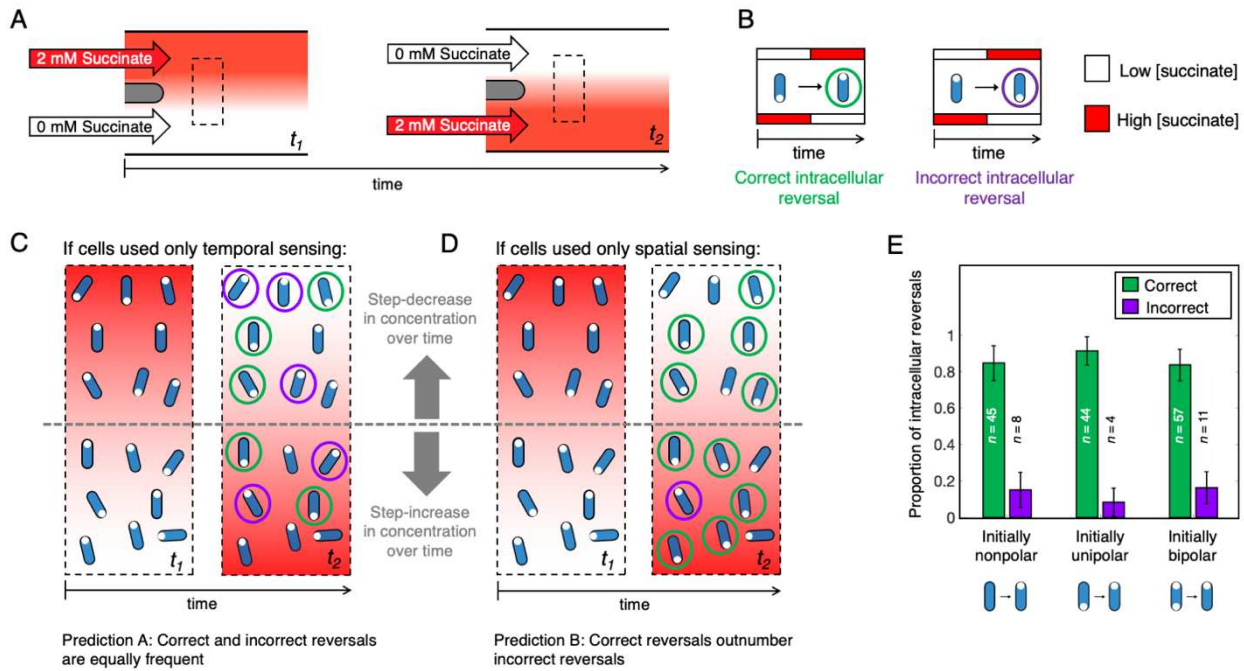 A
2 mM Succinate
0 mM Succinate
t1
0 mM Succinate
2 mM Succinate
t2
time
B
time
Correct intracellular
reversal
time
Incorrect intracellular
reversal
Low [succinate]
High [succinate]
C
If cells used only temporal sensing:
t1
t2
time
Prediction A: Correct and incorrect reversals
are equally frequent
Step-decrease
in concentration
over time
Step-increase
in concentration
over time
D
If cells used only spatial sensing:
t1
t2
time
Prediction B: Correct reversals outnumber
incorrect reversals
E
Correct
Incorrect
Proportion of intracellular reversals
1
0.8
0.6
0.4
0.2
0
n = 45
n = 8
n = 44
n = 4
n = 57
n = 11
Initially
nonpolar
Initially
unipolar
Initially
bipolar